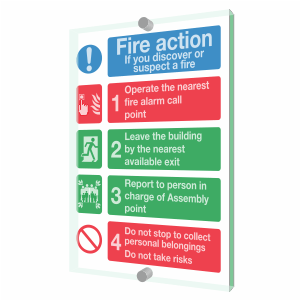 Fire action
If you discover or
suspect a fire
1
Operate the nearest
fire alarm call
point
2
Leave the building
by the nearest
available exit
3
Report to person in
charge of Assembly
point
4
Do not stop to collect
personal belongings
Do not take risks